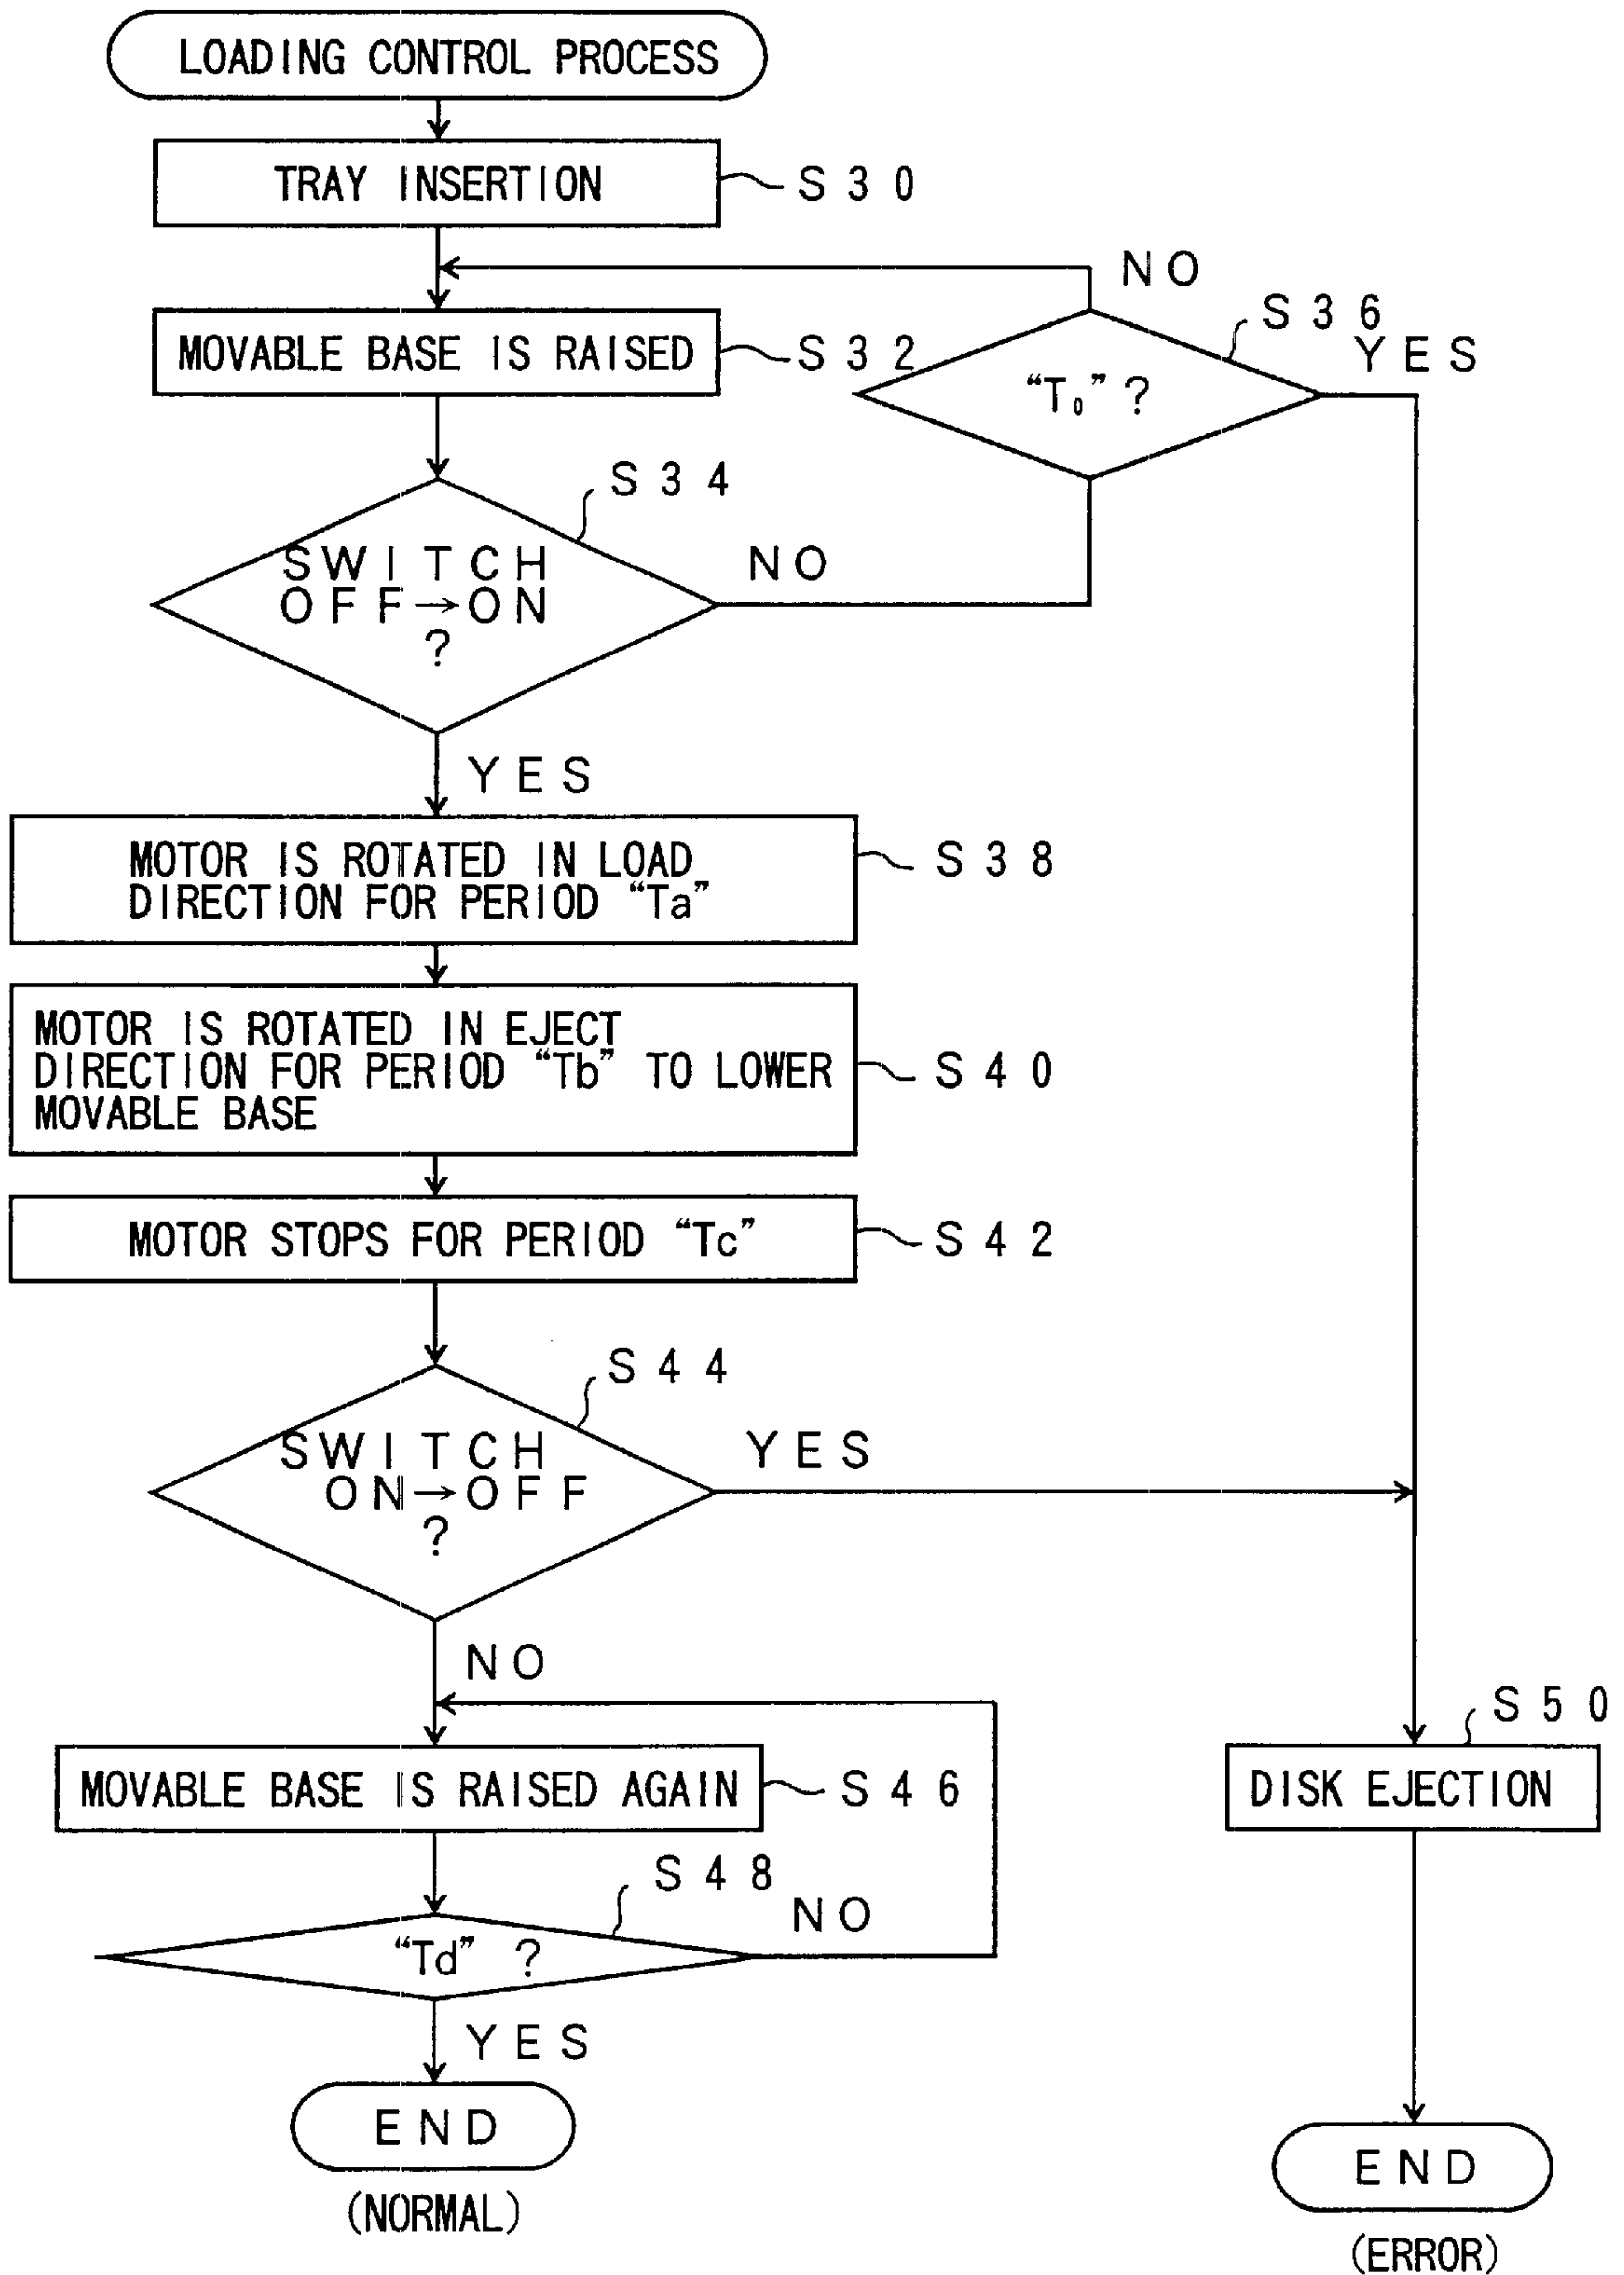 LOADING CONTROL PROCESS
TRAY INSERTION
S30
NO
MOVABLE BASE IS RAISED
S32
S36
YES
“T₀” ?
S34
SWITCH
OFF→ON
?
NO
YES
MOTOR IS ROTATED IN LOAD
DIRECTION FOR PERIOD “Ta”
S38
MOTOR IS ROTATED IN EJECT
DIRECTION FOR PERIOD “Tb” TO LOWER
MOVABLE BASE
S40
MOTOR STOPS FOR PERIOD “Tc”
S42
S44
SWITCH
ON→OFF
?
YES
NO
MOVABLE BASE IS RAISED AGAIN
S46
S50
DISK EJECTION
S48
“Td” ?
NO
YES
END
(NORMAL)
END
(ERROR)